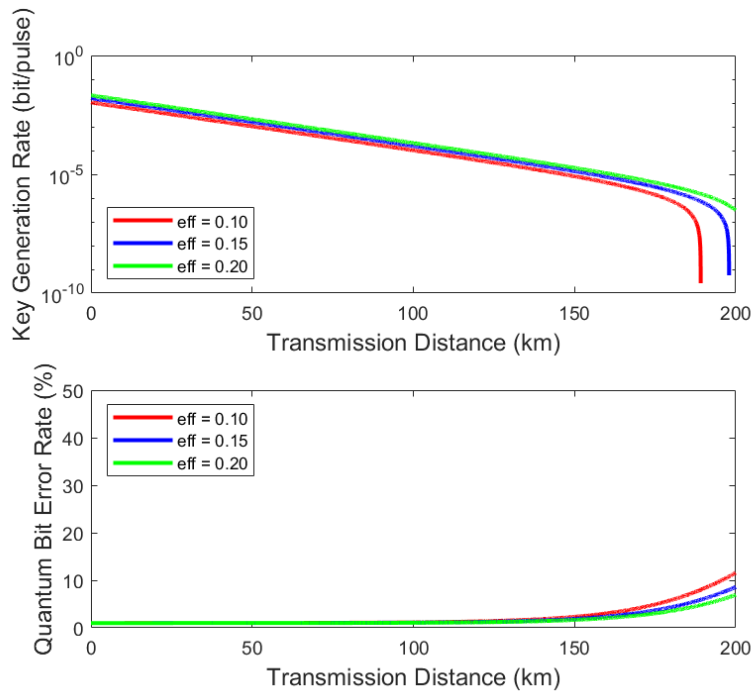 Key Generation Rate (bit/pulse)
10^0
10^-5
10^-10
eff = 0.10
eff = 0.15
eff = 0.20
0 50 100 150 200
Transmission Distance (km)
Quantum Bit Error Rate (%)
50
40
30
20
10
0
eff = 0.10
eff = 0.15
eff = 0.20
0 50 100 150 200
Transmission Distance (km)